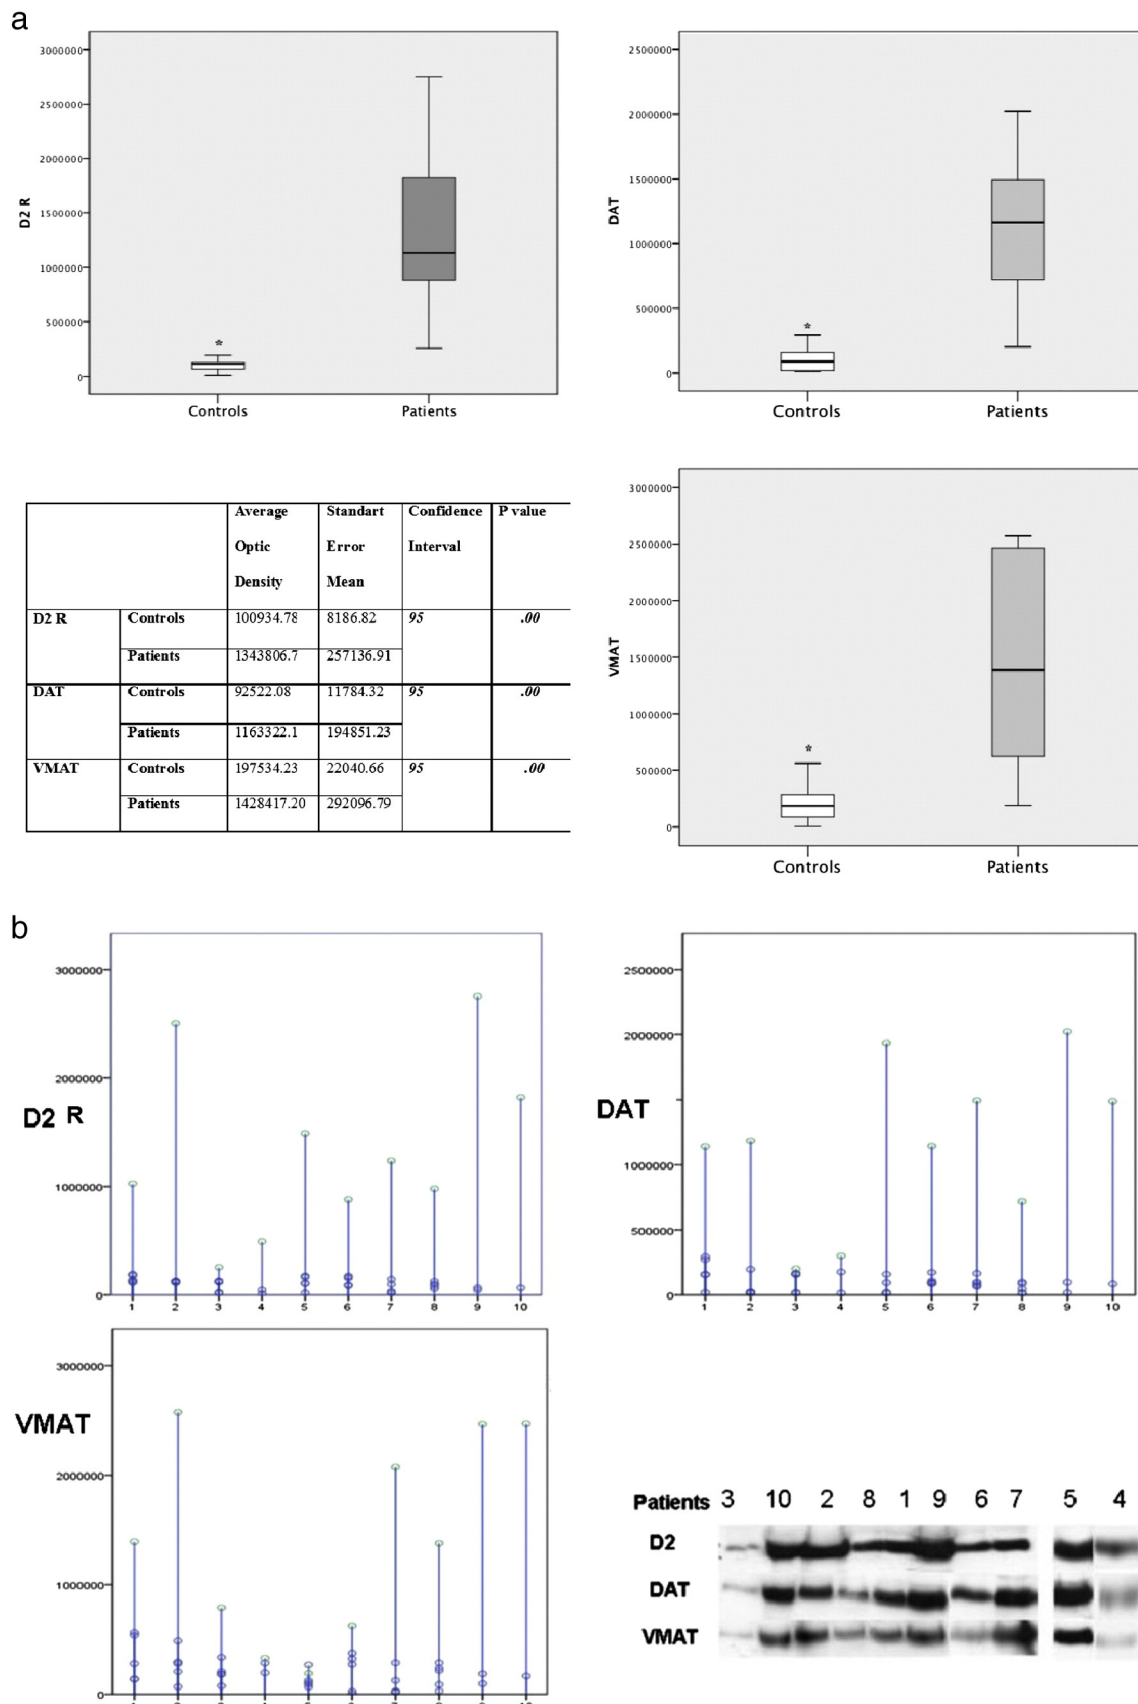 a
3000000
2500000
2000000
1500000
1000000
500000
0
D2 R
*
Controls Patients
2500000
2000000
1500000
1000000
500000
0
DAT
*
Controls Patients
Average Standart Confidence P value
Optic Error Interval
Density Mean
D2 R Controls 100934.78 8186.82 95 .00
Patients 1343806.7 257136.91
DAT Controls 92522.08 11784.32 95 .00
Patients 1163322.1 194851.23
VMAT Controls 197534.23 22040.66 95 .00
Patients 1428417.20 292096.79
3000000
2500000
2000000
1500000
1000000
500000
0
VMAT
*
Controls Patients
b
3000000
2000000
1000000
0
D2 R
1 2 3 4 5 6 7 8 9 10
2500000
2000000
1000000
500000
0
DAT
1 2 3 4 5 6 7 8 9 10
3000000
2000000
1000000
0
VMAT
Patients 3 10 2 8 1 9 6 7 5 4
D2
DAT
VMAT